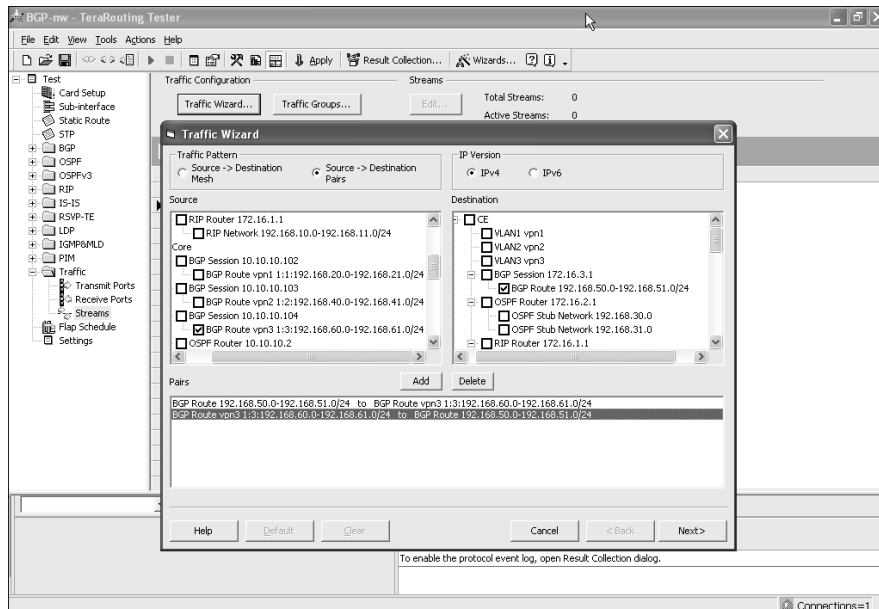 BGP-nw - TeraRouting Tester
File Edit View Tools Actions Help
Apply Result Collection... Wizards...
Test
Card Setup
Sub-interface
Static Route
STP
BGP
OSPF
OSPFv3
RIP
IS-IS
RSVP-TE
LDP
IGMP&MLD
PIM
Traffic
Transmit Ports
Receive Ports
Streams
Flap Schedule
Settings
Traffic Configuration
Traffic Wizard... Traffic Groups...
Streams
Edit...
Total Streams: 0
Active Streams: 0
Traffic Wizard
Traffic Pattern
Source -> Destination
Mesh
Source -> Destination
Pairs
IP Version
IPv4 IPv6
Source
RIP Router 172.16.1.1
RIP Network 192.168.10.0-192.168.11.0/24
Core
BGP Session 10.10.10.102
BGP Route vpn1 1:1:192.168.20.0-192.168.21.0/24
BGP Session 10.10.10.103
BGP Route vpn2 1:2:192.168.40.0-192.168.41.0/24
BGP Session 10.10.10.104
BGP Route vpn3 1:3:192.168.60.0-192.168.61.0/24
OSPF Router 10.10.10.2
Destination
CE
VLAN1 vpn1
VLAN2 vpn2
VLAN3 vpn3
BGP Session 172.16.3.1
BGP Route 192.168.50.0-192.168.51.0/24
OSPF Router 172.16.2.1
OSPF Stub Network 192.168.30.0
OSPF Stub Network 192.168.31.0
RIP Router 172.16.1.1
Pairs
Add Delete
BGP Route 192.168.50.0-192.168.51.0/24 to BGP Route vpn3 1:3:192.168.60.0-192.168.61.0/24
BGP Route vpn3 1:3:192.168.60.0-192.168.61.0/24 to BGP Route 192.168.50.0-192.168.51.0/24
Help Default Clear Cancel < Back Next>
To enable the protocol event log, open Result Collection dialog.
Connections=1